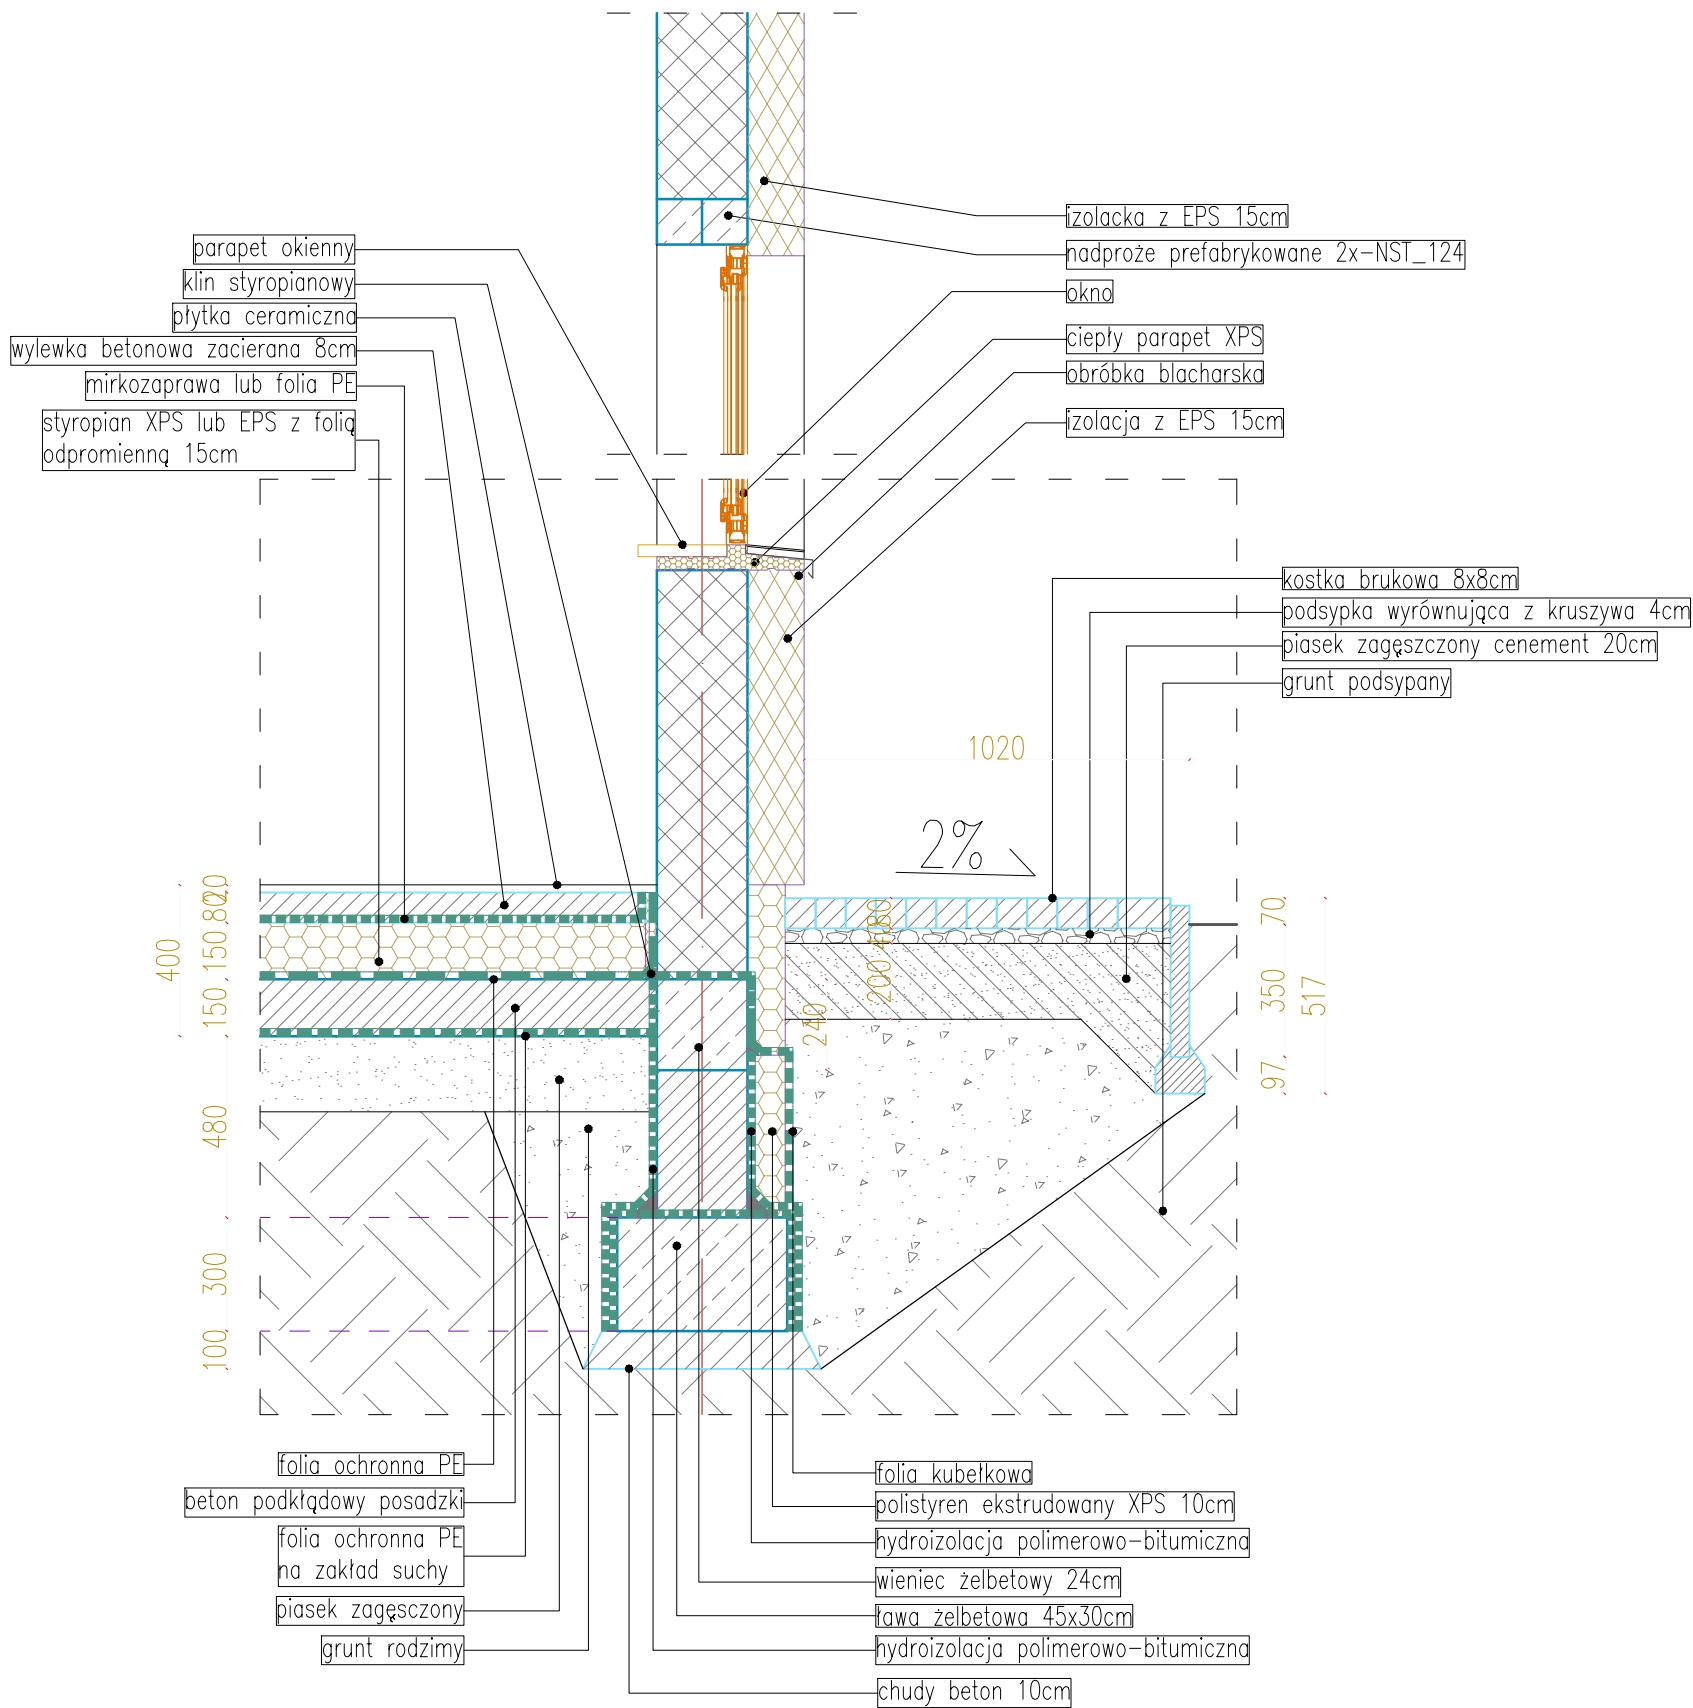 izolacka z EPS 15cm
nadproże prefabrykowane 2x-NST_124
okno
ciepły parapet XPS
obróbka blacharska
izolacja z EPS 15cm
parapet okienny
klin styropianowy
płytka ceramiczna
wylewka betonowa zacierana 8cm
mirkozaprawa lub folia PE
styropian XPS lub EPS z folią
odpromienną 15cm
kostka brukowa 8x8cm
podsypka wyrównująca z kruszywa 4cm
piasek zagęszczony cenement 20cm
grunt podsypany
1020
2%
20
80
150
150
400
480
300
100
80
40
200
240
70
350
97
517
folia ochronna PE
beton podkłądowy posadzki
folia ochronna PE
na zakład suchy
piasek zagęsczony
grunt rodzimy
folia kubełkowa
polistyren ekstrudowany XPS 10cm
hydroizolacja polimerowo-bitumiczna
wieniec żelbetowy 24cm
ława żelbetowa 45x30cm
hydroizolacja polimerowo-bitumiczna
chudy beton 10cm